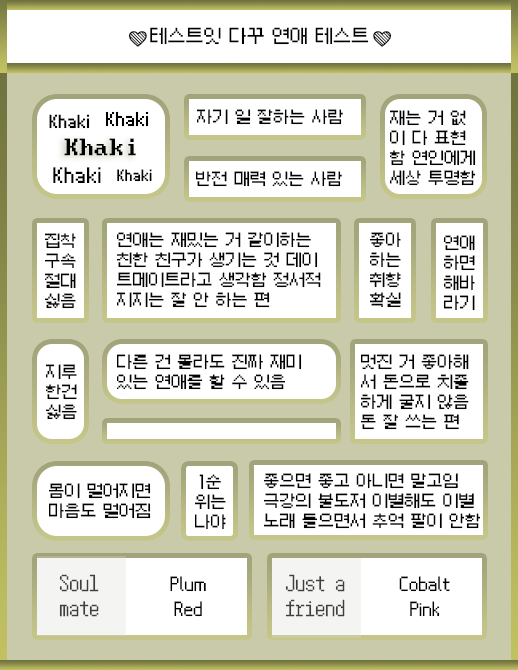 테스트잇 다꾸 연애 테스트
Khaki Khaki
Khaki
Khaki Khaki
자기 일 잘하는 사람
반전 매력 있는 사람
재는 거 없
이 다 표현
함 연인에게
세상 투명함
집착
구속
절대
싫음
연애는 재밌는 거 같이하는
친한 친구가 생기는 것 데이
트메이트라고 생각함 정서적
지지는 잘 안 하는 편
좋아
하는
취향
확실
연애
하면
해바
라기
지루
한건
싫음
다른 건 몰라도 진짜 재미
있는 연애를 할 수 있음
멋진 거 좋아해
서 돈으로 치졸
하게 굴지 않음
돈 잘 쓰는 편
몸이 멀어지면
마음도 멀어짐
1순
위는
나야
좋으면 좋고 아니면 말고임
극강의 불도저 이별해도 이별
노래 들으면서 추억 팔이 안함
Soul
mate
Plum
Red
Just a
friend
Cobalt
Pink